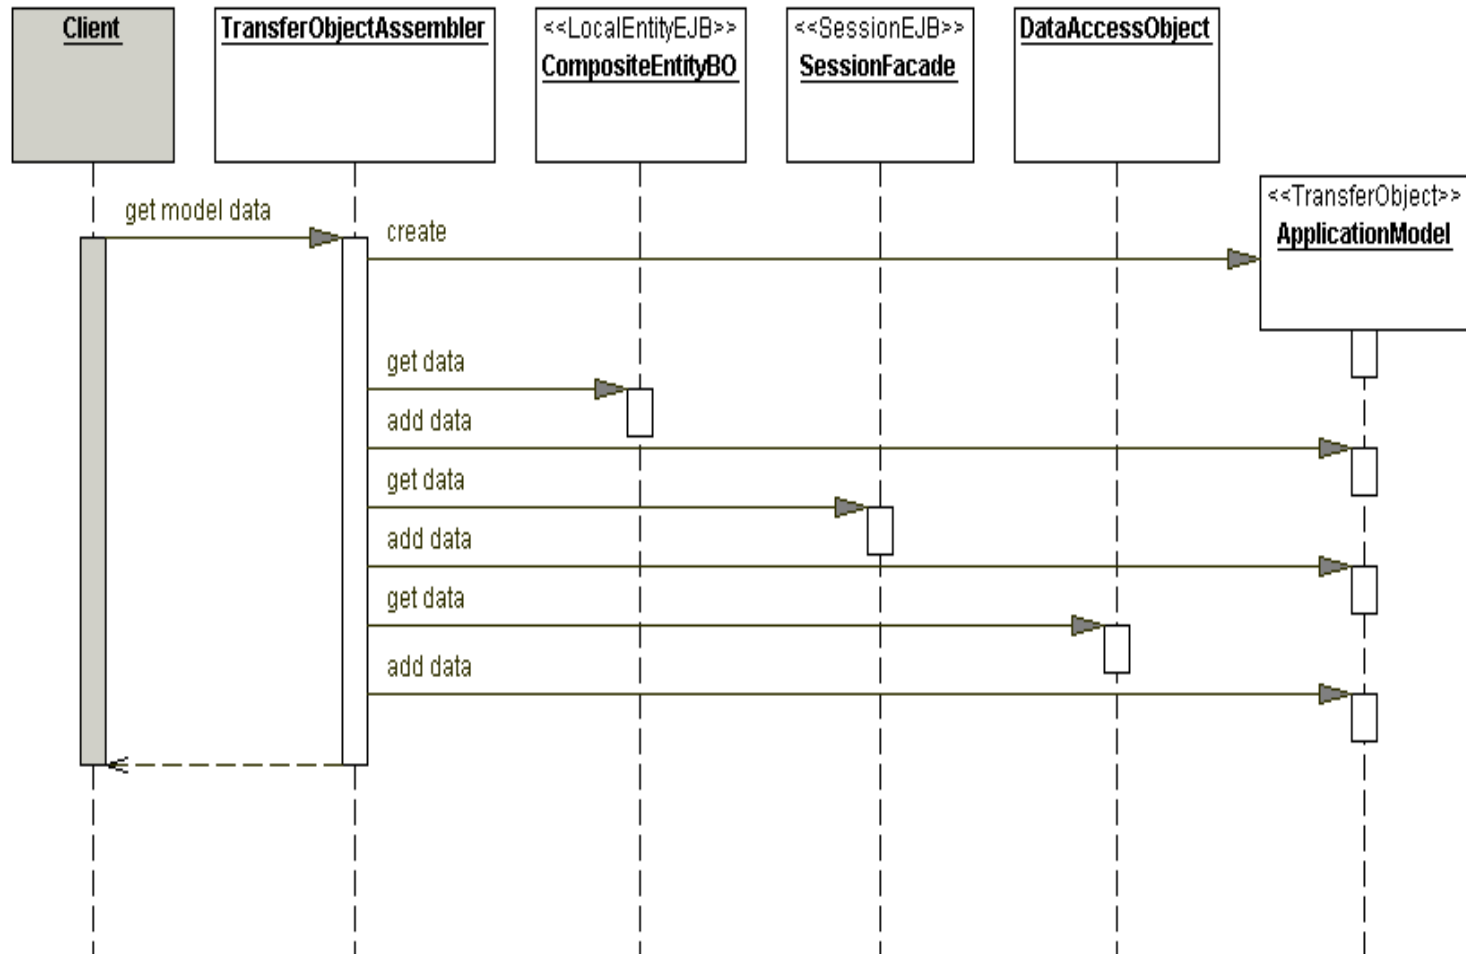 Client
TransferObjectAssembler
<<LocalEntityEJB>>
CompositeEntityBO
<<SessionEJB>>
SessionFacade
DataAccessObject
<<TransferObject>>
ApplicationModel
get model data
create
get data
add data
get data
add data
get data
add data